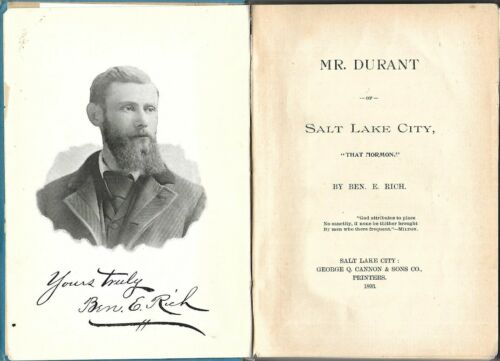 Yours truly
Ben. E. Rich
MR. DURANT
—OF—
SALT LAKE CITY,
"THAT MORMON."
BY BEN. E. RICH.
"God attributes to place
No sanctity, if none be thither brought
By men who there frequent."—MILTON.
SALT LAKE CITY:
GEORGE Q. CANNON & SONS CO.,
PRINTERS.
1893.